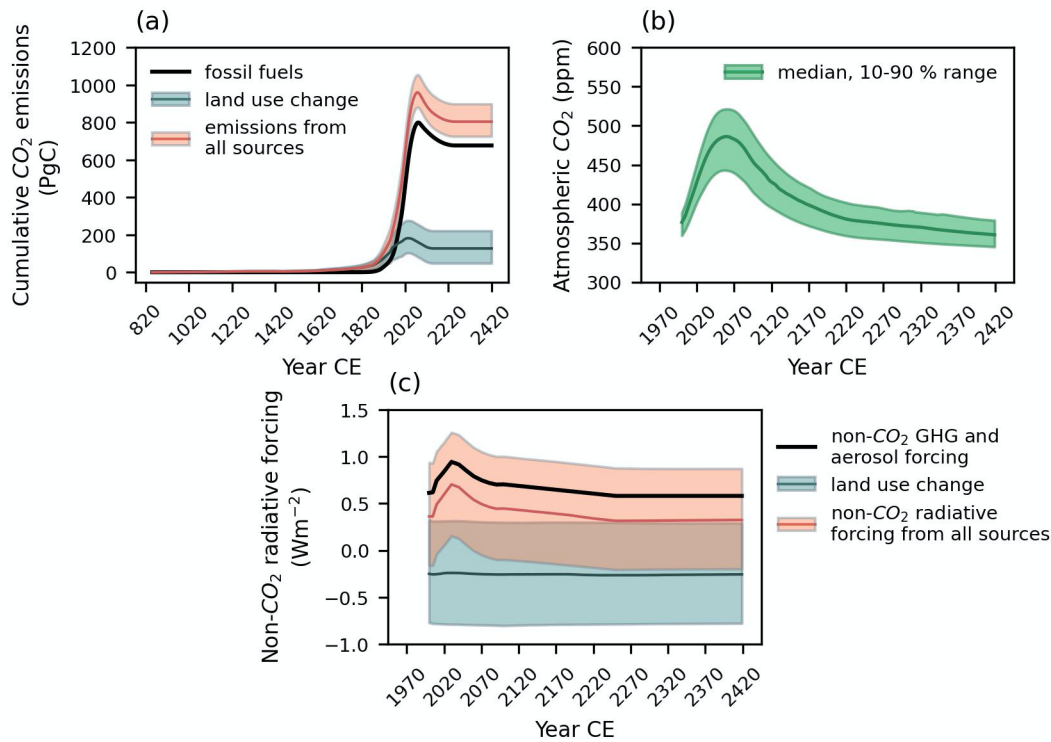 (a)
Cumulative CO₂ emissions
(PgC)
1200
1000
800
600
400
200
0
fossil fuels
land use change
emissions from
all sources
820
1020
1220
1420
1620
1820
2020
2220
2420
Year CE
(b)
Atmospheric CO₂ (ppm)
600
550
500
450
400
350
300
median, 10-90 % range
1970
2020
2070
2120
2170
2220
2270
2320
2370
2420
Year CE
(c)
Non-CO₂ radiative forcing
(Wm⁻²)
1.5
1.0
0.5
0.0
−0.5
−1.0
1970
2020
2070
2120
2170
2220
2270
2320
2370
2420
Year CE
non-CO₂ GHG and
aerosol forcing
land use change
non-CO₂ radiative
forcing from all sources